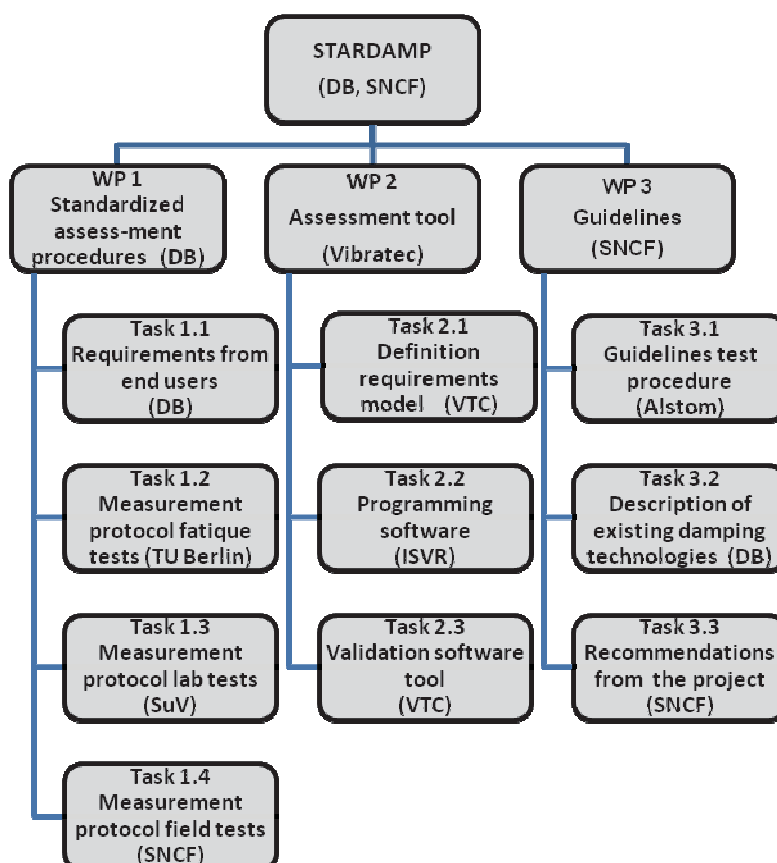 STARDAMP
(DB, SNCF)
WP 1
Standardized
assess-ment
procedures (DB)
WP 2
Assessment tool
(Vibratec)
WP 3
Guidelines
(SNCF)
Task 1.1
Requirements from
end users
(DB)
Task 2.1
Definition
requirements
model (VTC)
Task 3.1
Guidelines test
procedure
(Alstom)
Task 1.2
Measurement
protocol fatique
tests (TU Berlin)
Task 2.2
Programming
software
(ISVR)
Task 3.2
Description of
existing damping
technologies (DB)
Task 1.3
Measurement
protocol lab tests
(SuV)
Task 2.3
Validation software
tool
(VTC)
Task 3.3
Recommendations
from the project
(SNCF)
Task 1.4
Measurement
protocol field tests
(SNCF)